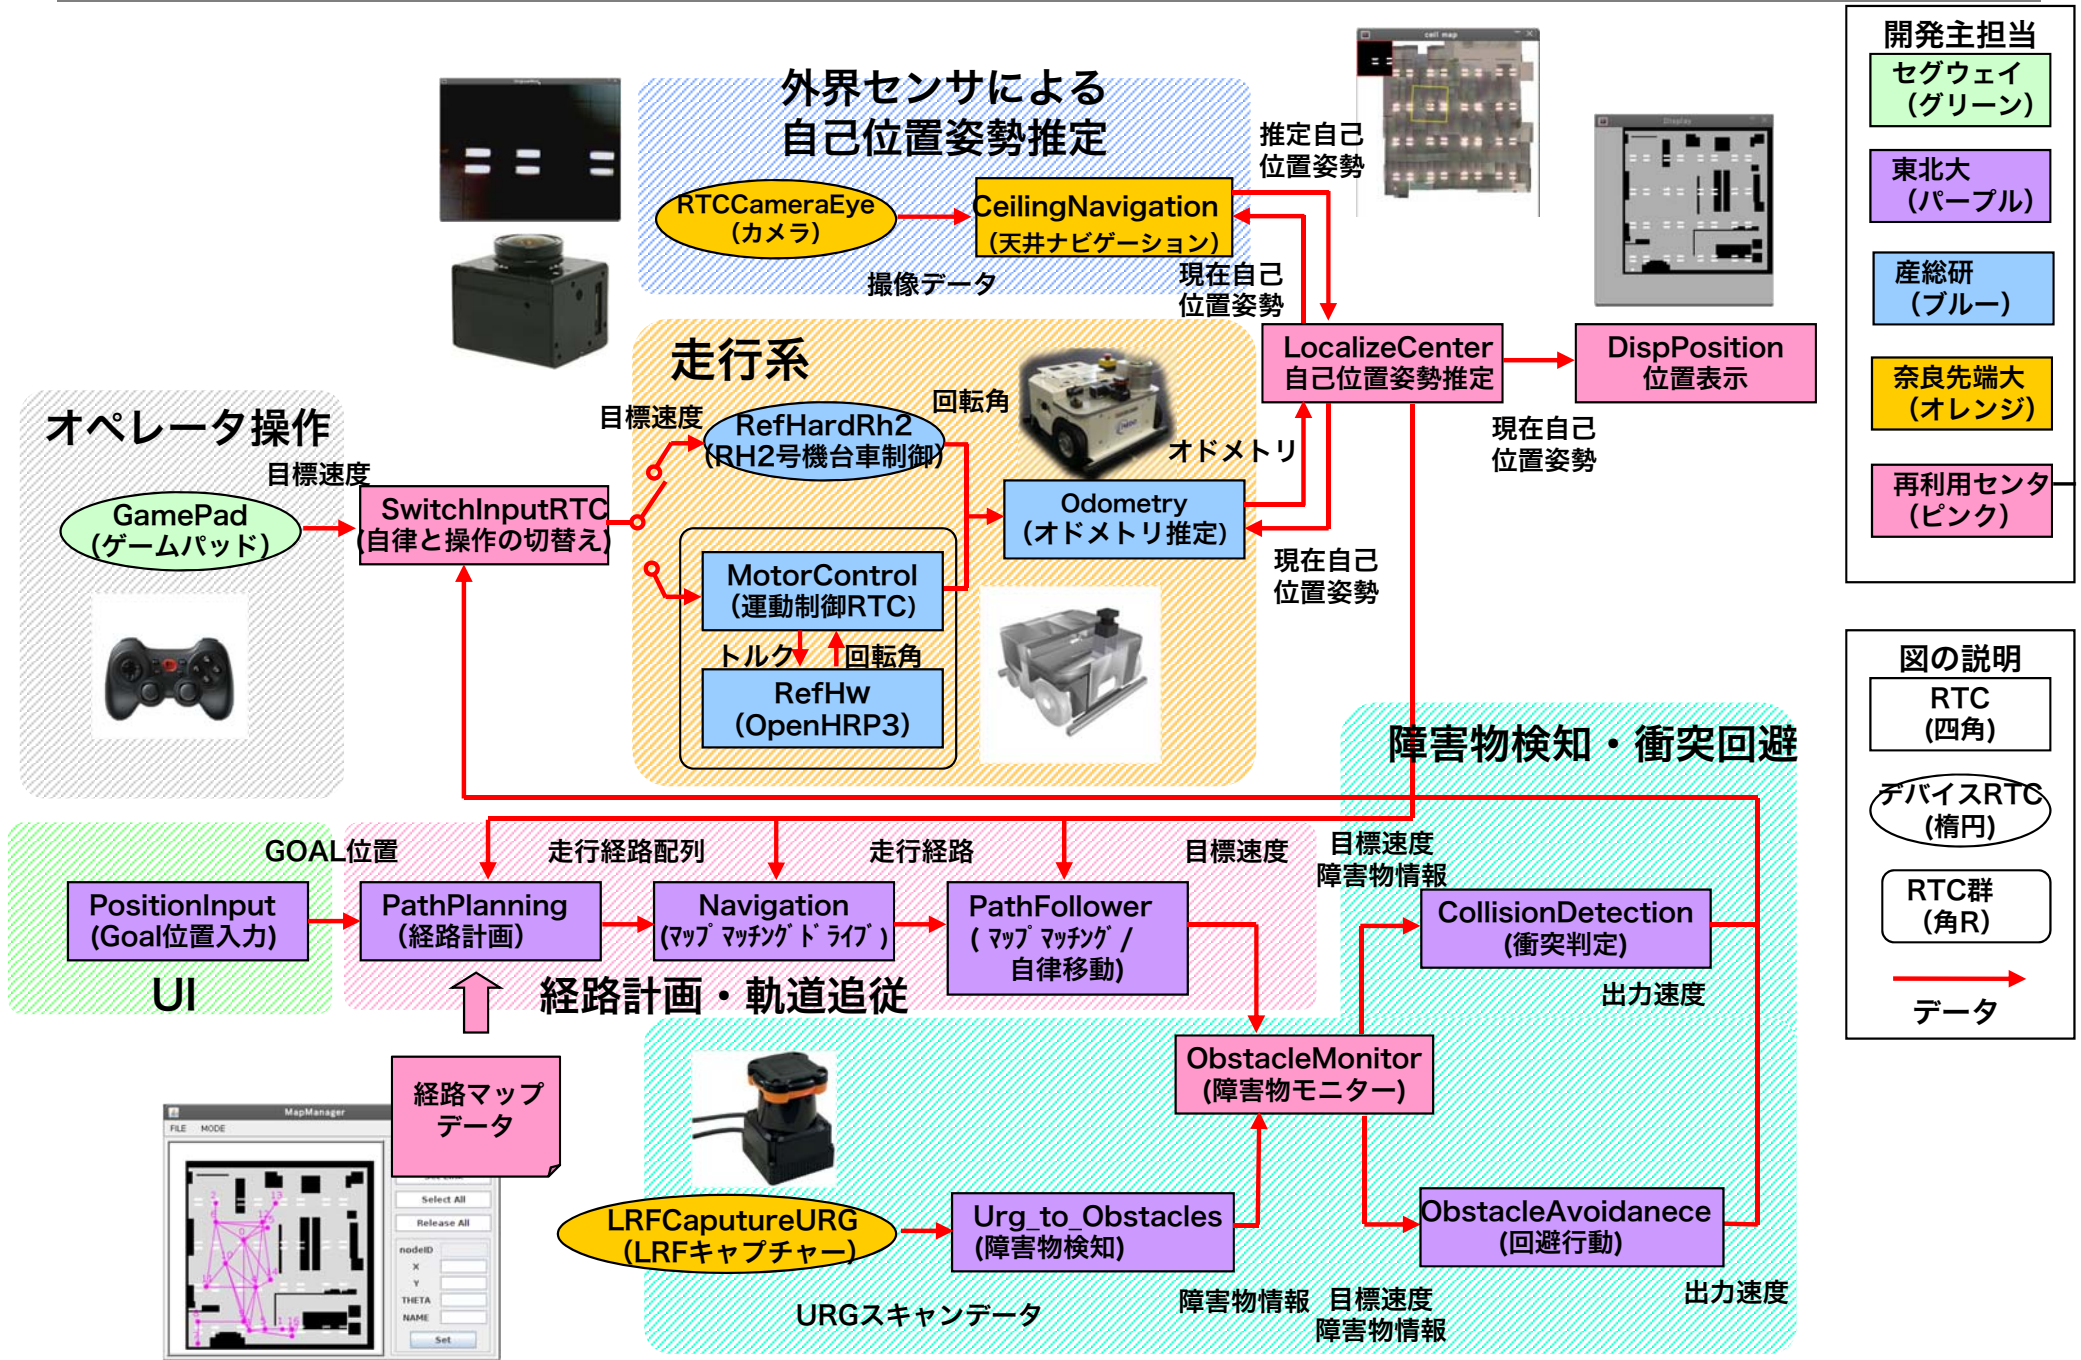 外界センサによる
自己位置姿勢推定
RTCCameraEye
（カメラ）
CeilingNavigation
（天井ナビゲーション）
撮像データ
推定自己
位置姿勢
現在自己
位置姿勢
cell map
Display
走行系
目標速度
RefHardRh2
（RH2号機台車制御）
回転角
オドメトリ
Odometry
（オドメトリ推定）
MotorControl
（運動制御RTC）
トルク
回転角
RefHw
（OpenHRP3）
LocalizeCenter
自己位置姿勢推定
DispPosition
位置表示
現在自己
位置姿勢
現在自己
位置姿勢
オペレータ操作
目標速度
GamePad
（ゲームパッド）
SwitchInputRTC
(自律と操作の切替え)
GOAL位置
PositionInput
(Goal位置入力)
UI
走行経路配列
PathPlanning
（経路計画）
走行経路
Navigation
(ﾏｯﾌﾟﾏｯﾁﾝｸﾞﾄﾞﾗｲﾌﾞ)
目標速度
PathFollower
(ﾏｯﾌﾟﾏｯﾁﾝｸﾞ/
自律移動)
経路計画・軌道追従
経路マップ
データ
MapManager
FILE MODE
Select All
Release All
nodeID
X
Y
THETA
NAME
Set
障害物検知・衝突回避
目標速度
障害物情報
CollisionDetection
(衝突判定)
出力速度
ObstacleMonitor
(障害物モニター)
LRFCaputureURG
（LRFキャプチャー）
URGスキャンデータ
Urg_to_Obstacles
(障害物検知)
障害物情報
目標速度
障害物情報
ObstacleAvoidanece
(回避行動)
出力速度
開発主担当
セグウェイ
（グリーン）
東北大
（パープル）
産総研
（ブルー）
奈良先端大
（オレンジ）
再利用センタ
（ピンク）
図の説明
RTC
(四角)
デバイスRTC
(楕円)
RTC群
（角R）
データ